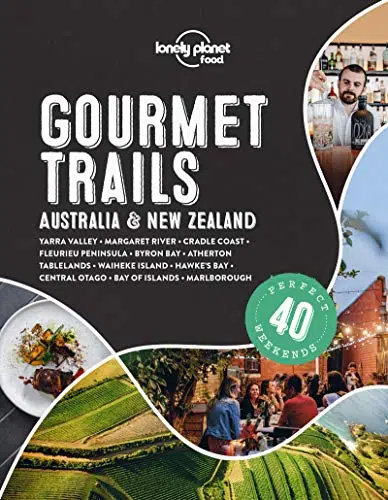 lonely planet
food
GOURMET
TRAILS
AUSTRALIA & NEW ZEALAND
YARRA VALLEY • MARGARET RIVER • CRADLE COAST •
FLEURIEU PENINSULA • BYRON BAY • ATHERTON
TABLELANDS • WAIHEKE ISLAND • HAWKE'S BAY •
CENTRAL OTAGO • BAY OF ISLANDS • MARLBOROUGH
PERFECT
40
WEEKENDS